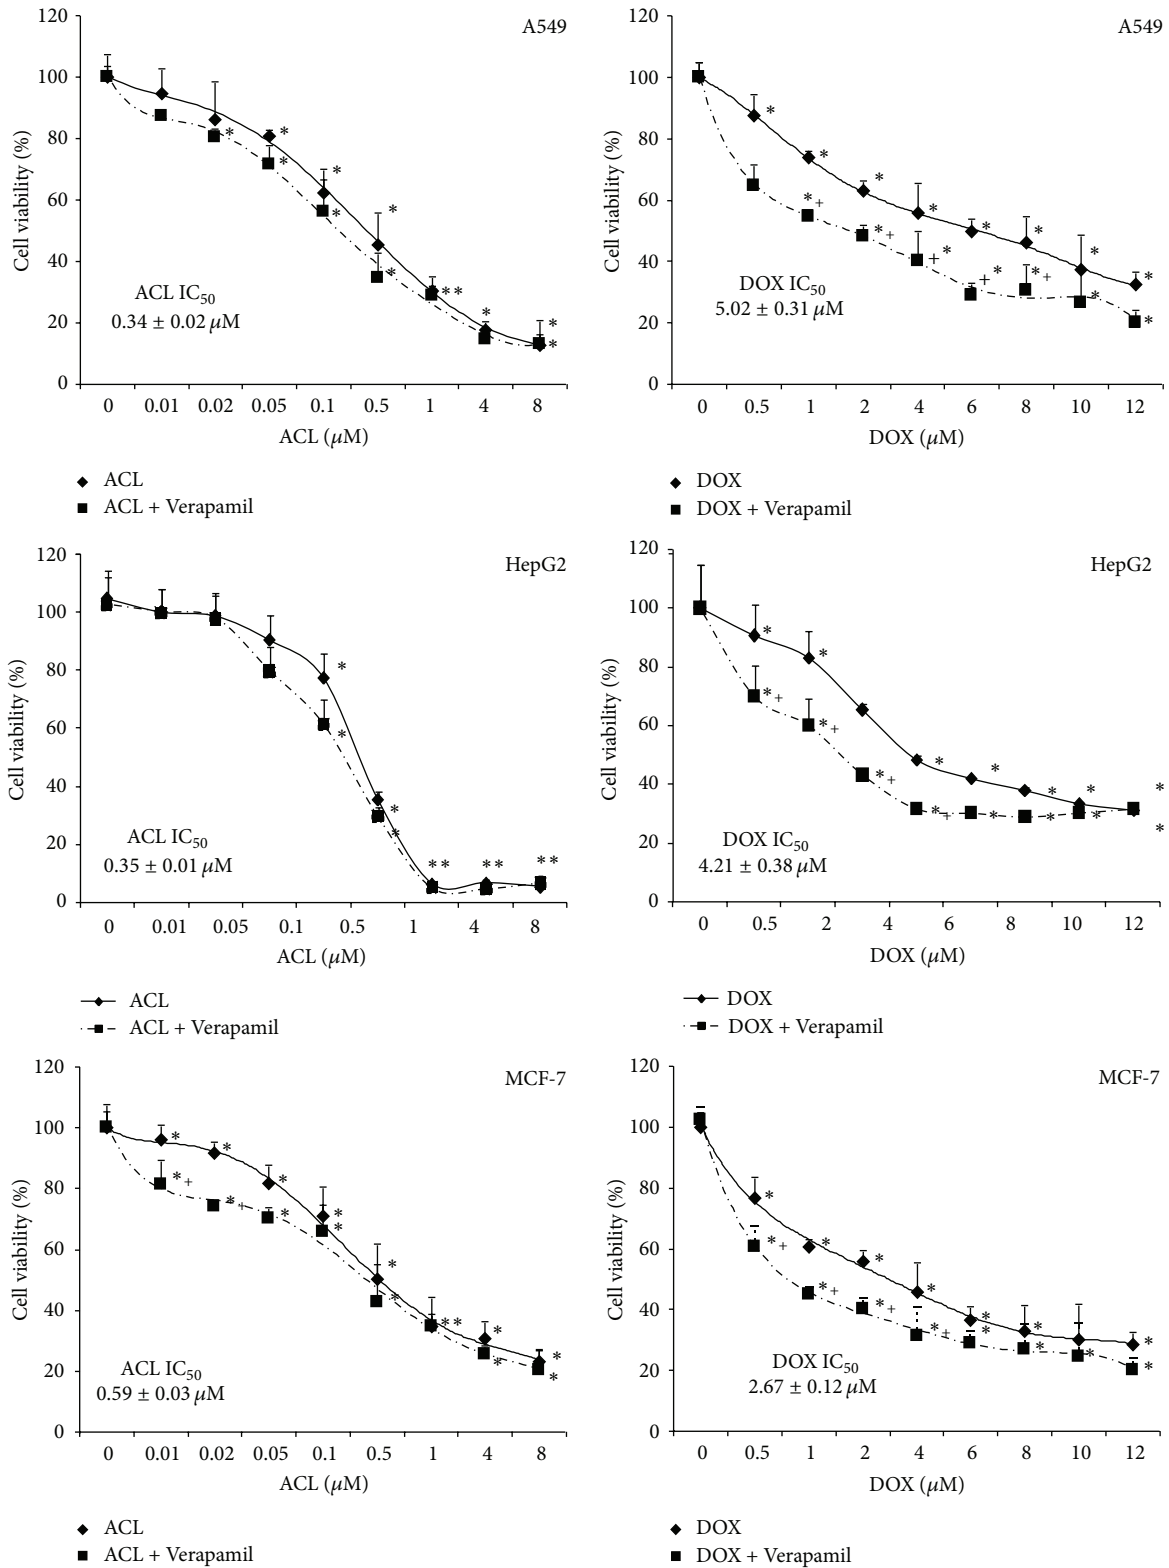 A549
120
100
80
60
40
20
0
Cell viability (%)
ACL IC50
0.34 ± 0.02 μM
0 0.01 0.02 0.05 0.1 0.5 1 4 8
ACL (μM)
ACL
ACL + Verapamil
A549
120
100
80
60
40
20
0
Cell viability (%)
DOX IC50
5.02 ± 0.31 μM
0 0.5 1 2 4 6 8 10 12
DOX (μM)
DOX
DOX + Verapamil
HepG2
120
100
80
60
40
20
0
Cell viability (%)
ACL IC50
0.35 ± 0.01 μM
0 0.01 0.05 0.1 0.5 1 4 8
ACL (μM)
ACL
ACL + Verapamil
HepG2
120
100
80
60
40
20
0
Cell viability (%)
DOX IC50
4.21 ± 0.38 μM
0 0.5 2 4 6 8 10 12
DOX (μM)
DOX
DOX + Verapamil
MCF-7
120
100
80
60
40
20
0
Cell viability (%)
ACL IC50
0.59 ± 0.03 μM
0 0.01 0.02 0.05 0.1 0.5 1 4 8
ACL (μM)
ACL
ACL + Verapamil
MCF-7
120
100
80
60
40
20
0
Cell viability (%)
DOX IC50
2.67 ± 0.12 μM
0 0.5 1 2 4 6 8 10 12
DOX (μM)
DOX
DOX + Verapamil